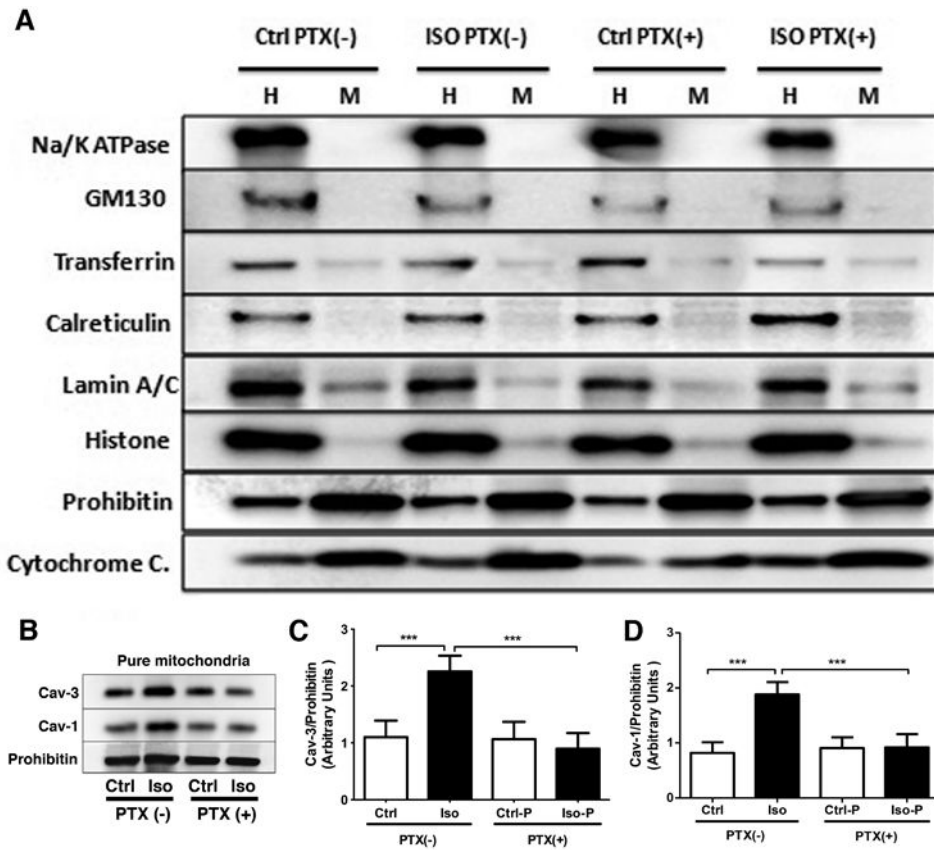 A
Ctrl PTX(-) ISO PTX(-) Ctrl PTX(+) ISO PTX(+)
H M H M H M H M
Na/K ATPase
GM130
Transferrin
Calreticulin
Lamin A/C
Histone
Prohibitin
Cytochrome C.
B
Pure mitochondria
Cav-3
Cav-1
Prohibitin
Ctrl Iso Ctrl Iso
PTX (-) PTX (+)
C
Cav-3/Prohibitin
(Arbitrary Units )
3
2
1
0
*** ***
Ctrl Iso Ctrl-P Iso-P
PTX(-) PTX(+)
D
Cav-1/Prohibitin
(Arbitrary Units )
3
2
1
0
*** ***
Ctrl Iso Ctrl-P Iso-P
PTX(-) PTX(+)